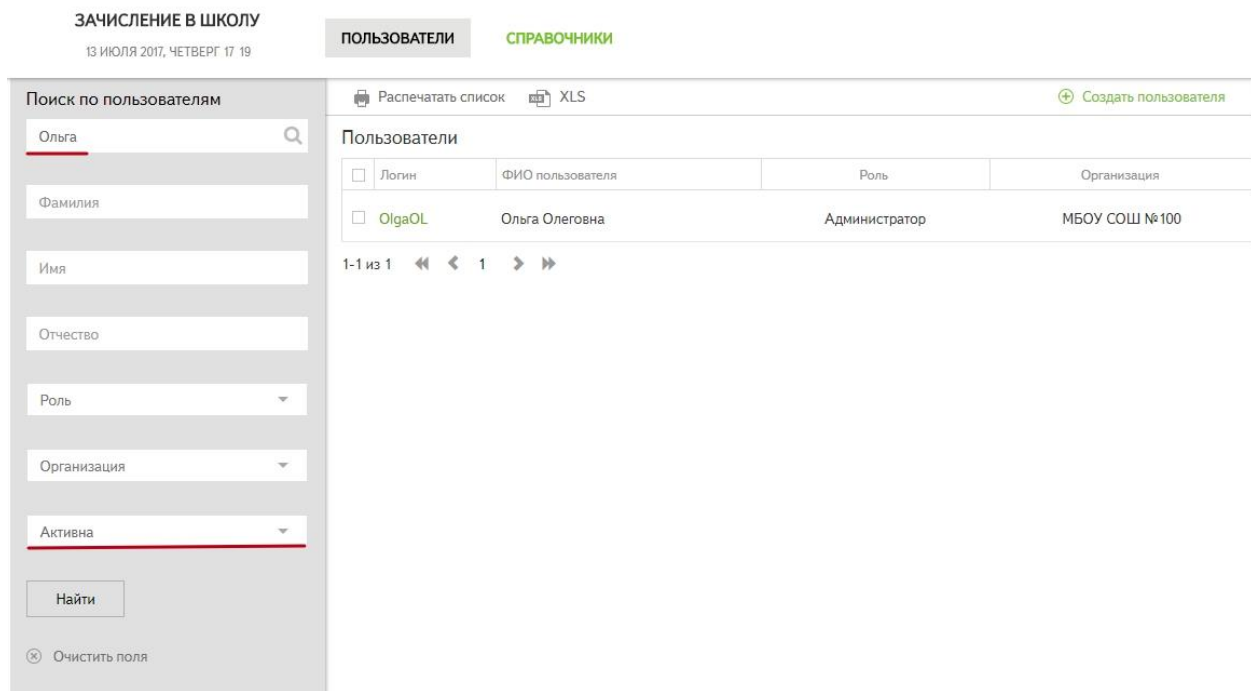 ЗАЧИСЛЕНИЕ В ШКОЛУ
13 ИЮЛЯ 2017, ЧЕТВЕРГ 17 19
ПОЛЬЗОВАТЕЛИ
СПРАВОЧНИКИ
Поиск по пользователям
Ольга
Фамилия
Имя
Отчество
Роль
Организация
Активна
Найти
Очистить поля
Распечатать список
XLS
XLS
Создать пользователя
Пользователи
Логин ФИО пользователя Роль Организация
OlgaOL Ольга Олеговна Администратор МБОУ СОШ №100
1-1 из 1 1